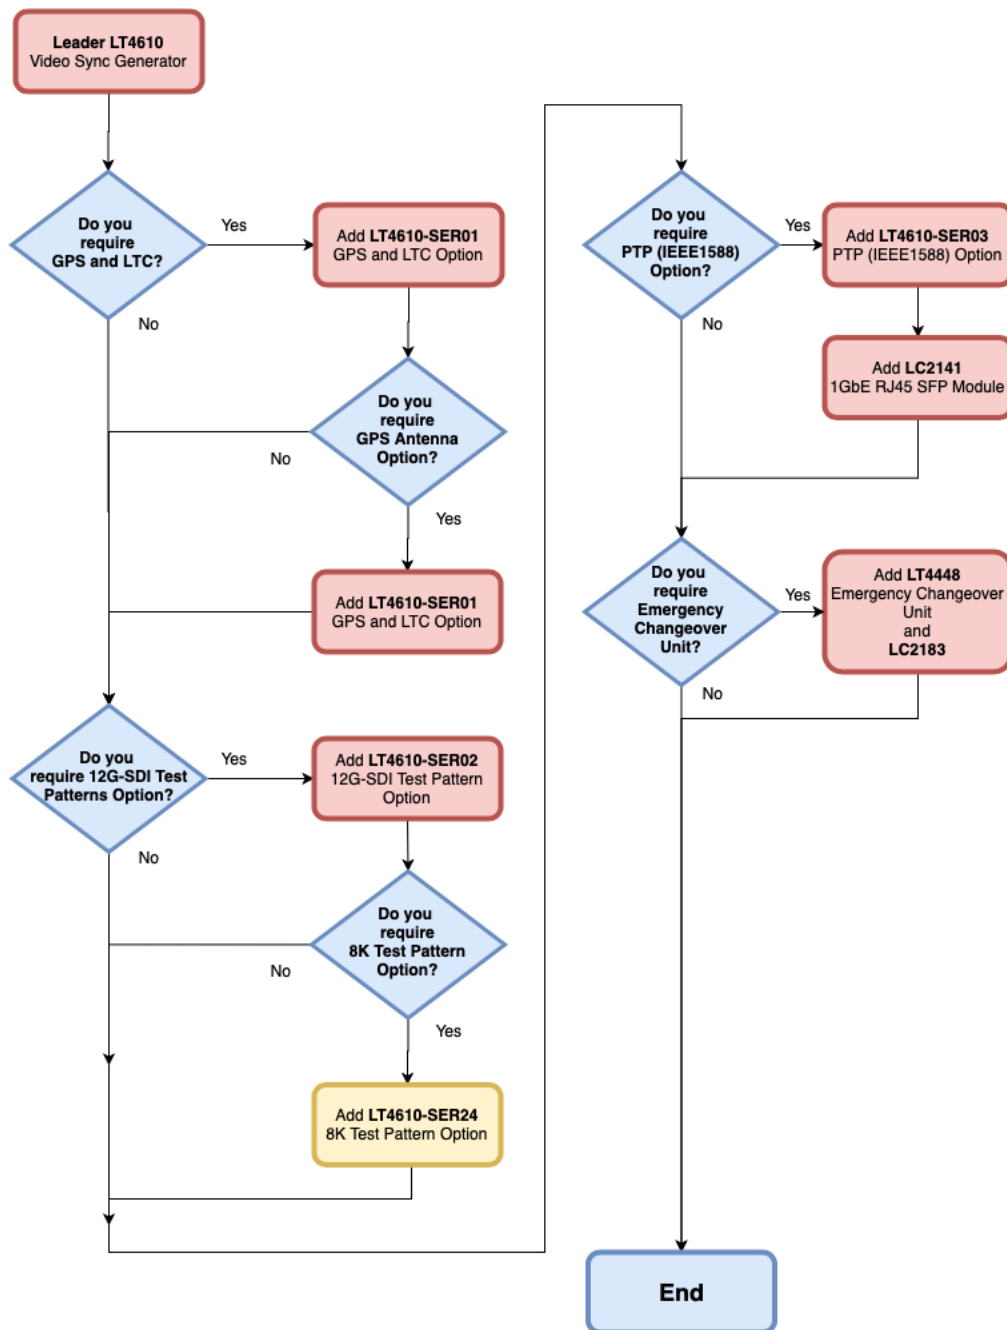 Leader LT4610
Video Sync Generator
Do you
require
GPS and LTC?
Yes
Add LT4610-SER01
GPS and LTC Option
No
Do you
require
GPS Antenna
Option?
No
Yes
Add LT4610-SER01
GPS and LTC Option
Do you
require 12G-SDI Test
Patterns Option?
Yes
Add LT4610-SER02
12G-SDI Test Pattern
Option
No
Do you
require
8K Test Pattern
Option?
No
Yes
Add LT4610-SER24
8K Test Pattern Option
Do you
require
PTP (IEEE1588)
Option?
Yes
Add LT4610-SER03
PTP (IEEE1588) Option
No
Add LC2141
1GbE RJ45 SFP Module
Do you
require
Emergency
Changeover
Unit?
Yes
Add LT4448
Emergency Changeover
Unit
and
LC2183
No
End